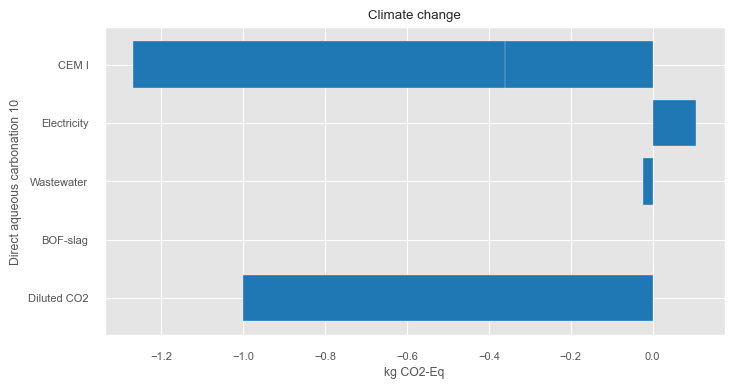 Climate change
Direct aqueous carbonation 10
CEM I
Electricity
Wastewater
BOF-slag
Diluted CO2
−1.2 −1.0 −0.8 −0.6 −0.4 −0.2 0.0
kg CO2-Eq